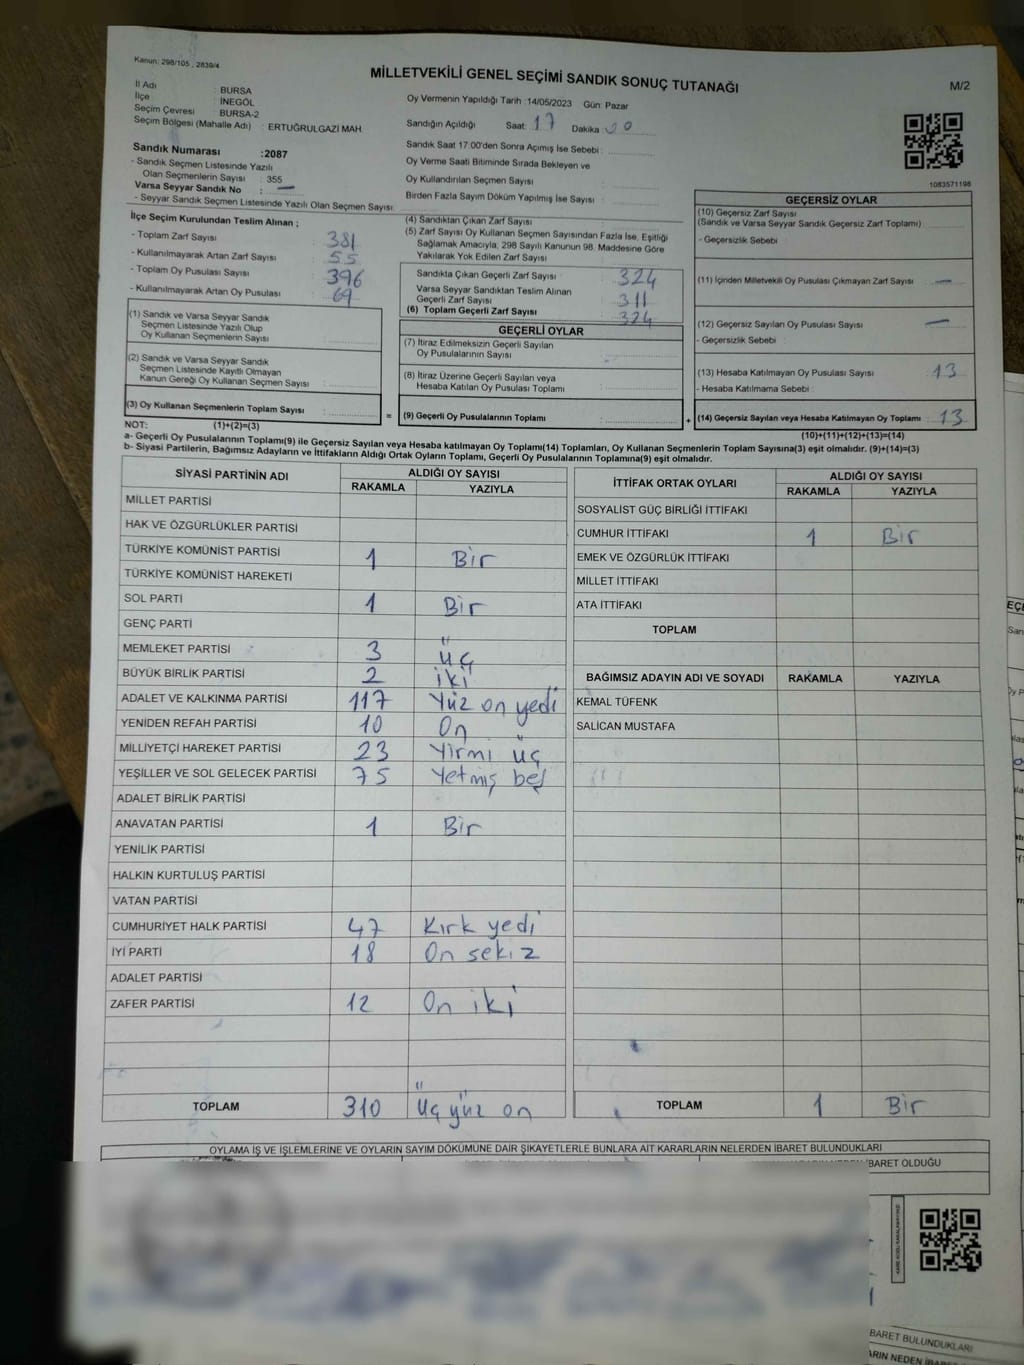 Kanun: 298/105 , 2839/4
MİLLETVEKİLİ GENEL SEÇİMİ SANDIK SONUÇ TUTANAĞI
M/2
İl Adı : BURSA
İlçe : İNEGÖL
Seçim Çevresi : BURSA-2
Seçim Bölgesi (Mahalle Adı) : ERTUĞRULGAZİ MAH.
Oy Vermenin Yapıldığı Tarih :14/05/2023 Gün: Pazar
Sandığın Açıldığı Saat: 17 Dakika: 00
Sandık Saat 17:00'den Sonra Açımış İse Sebebi :
Oy Verme Saati Bitiminde Sırada Bekleyen ve
Oy Kullandırılan Seçmen Sayısı :
Birden Fazla Sayım Döküm Yapılmış İse Sayısı :
1083571198
Sandık Numarası :2087
- Sandık Seçmen Listesinde Yazılı
Olan Seçmenlerin Sayısı : 355
Varsa Seyyar Sandık No : —
- Seyyar Sandık Seçmen Listesinde Yazılı Olan Seçmen Sayısı:
İlçe Seçim Kurulundan Teslim Alınan ;
- Toplam Zarf Sayısı : 381
- Kullanılmayarak Artan Zarf Sayısı : 55
- Toplam Oy Pusulası Sayısı : 396
- Kullanılmayarak Artan Oy Pusulası : 69
(1) Sandık ve Varsa Seyyar Sandık
Seçmen Listesinde Yazılı Olup
Oy Kullanan Seçmenlerin Sayısı :
(2) Sandık ve Varsa Seyyar Sandık
Seçmen Listesinde Kayıtlı Olmayan
Kanun Gereği Oy Kullanan Seçmen Sayısı :
(3) Oy Kullanan Seçmenlerin Toplam Sayısı :
(4) Sandıktan Çıkan Zarf Sayısı :
(5) Zarf Sayısı Oy Kullanan Seçmen Sayısından Fazla İse, Eşitliği
Sağlamak Amacıyla, 298 Sayılı Kanunun 98. Maddesine Göre
Yakılarak Yok Edilen Zarf Sayısı :
Sandıkta Çıkan Geçerli Zarf Sayısı : 324
Varsa Seyyar Sandıktan Teslim Alınan
Geçerli Zarf Sayısı : 311
(6) Toplam Geçerli Zarf Sayısı : 324
GEÇERLİ OYLAR
(7) İtiraz Edilmeksizin Geçerli Sayılan
Oy Pusulalarının Sayısı :
(8) İtiraz Üzerine Geçerli Sayılan veya
Hesaba Katılan Oy Pusulası Toplamı :
= (9) Geçerli Oy Pusulalarının Toplamı :
GEÇERSİZ OYLAR
(10) Geçersiz Zarf Sayısı
(Sandık ve Varsa Seyyar Sandık Geçersiz Zarf Toplamı) :
- Geçersizlik Sebebi :
(11) İçinden Milletvekili Oy Pusulası Çıkmayan Zarf Sayısı : —
(12) Geçersiz Sayılan Oy Pusulası Sayısı : —
- Geçersizlik Sebebi :
(13) Hesaba Katılmayan Oy Pusulası Sayısı : 13
- Hesaba Katılmama Sebebi :
+ (14) Geçersiz Sayılan veya Hesaba Katılmayan Oy Toplamı : 13
NOT: (1)+(2)=(3)
(10)+(11)+(12)+(13)=(14)
a- Geçerli Oy Pusulalarının Toplamı(9) ile Geçersiz Sayılan veya Hesaba katılmayan Oy Toplamı(14) Toplamları, Oy Kullanan Seçmenlerin Toplam Sayısına(3) eşit olmalıdır. (9)+(14)=(3)
b- Siyasi Partilerin, Bağımsız Adayların ve İttifakların Aldığı Ortak Oyların Toplamı, Geçerli Oy Pusulalarının Toplamına(9) eşit olmalıdır.
SİYASİ PARTİNİN ADI ALDIĞI OY SAYISI
RAKAMLA YAZIYLA
MİLLET PARTİSİ
HAK VE ÖZGÜRLÜKLER PARTİSİ
TÜRKİYE KOMÜNİST PARTİSİ 1 Bir
TÜRKİYE KOMÜNİST HAREKETİ
SOL PARTİ 1 Bir
GENÇ PARTİ
MEMLEKET PARTİSİ 3 üç
BÜYÜK BİRLİK PARTİSİ 2 iki
ADALET VE KALKINMA PARTİSİ 117 Yüz on yedi
YENİDEN REFAH PARTİSİ 10 On
MİLLİYETÇİ HAREKET PARTİSİ 23 Yirmi üç
YEŞİLLER VE SOL GELECEK PARTİSİ 75 Yetmiş beş
ADALET BİRLİK PARTİSİ
ANAVATAN PARTİSİ 1 Bir
YENİLİK PARTİSİ
HALKIN KURTULUŞ PARTİSİ
VATAN PARTİSİ
CUMHURİYET HALK PARTİSİ 47 Kırk yedi
İYİ PARTİ 18 On sekiz
ADALET PARTİSİ
ZAFER PARTİSİ 12 On iki
TOPLAM 310 Üç yüz on
İTTİFAK ORTAK OYLARI ALDIĞI OY SAYISI
RAKAMLA YAZIYLA
SOSYALİST GÜÇ BİRLİĞİ İTTİFAKI
CUMHUR İTTİFAKI 1 Bir
EMEK VE ÖZGÜRLÜK İTTİFAKI
MİLLET İTTİFAKI
ATA İTTİFAKI
TOPLAM
BAĞIMSIZ ADAYIN ADI VE SOYADI RAKAMLA YAZIYLA
KEMAL TÜFENK
SALİCAN MUSTAFA
TOPLAM 1 Bir
OYLAMA İŞ VE İŞLEMLERİNE VE OYLARIN SAYIM DÖKÜMÜNE DAİR ŞİKAYETLERLE BUNLARA AİT KARARLARIN NELERDEN İBARET BULUNDUKLARI
İBARET OLDUĞU
İBARET BULUNDUKLARI